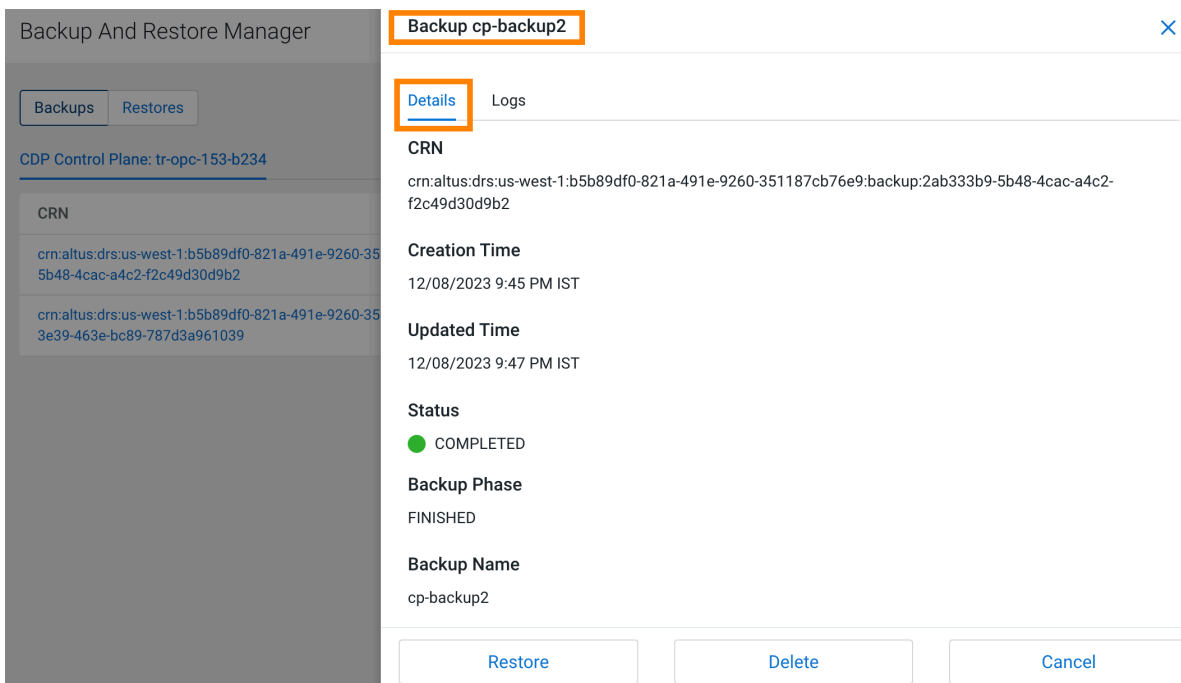 Backup And Restore Manager
Backups
Restores
CDP Control Plane: tr-opc-153-b234
CRN
crn:altus:drs:us-west-1:b5b89df0-821a-491e-9260-35
5b48-4cac-a4c2-f2c49d30d9b2
crn:altus:drs:us-west-1:b5b89df0-821a-491e-9260-35
3e39-463e-bc89-787d3a961039
Backup cp-backup2
Details
Logs
CRN
crn:altus:drs:us-west-1:b5b89df0-821a-491e-9260-351187cb76e9:backup:2ab333b9-5b48-4cac-a4c2-
f2c49d30d9b2
Creation Time
12/08/2023 9:45 PM IST
Updated Time
12/08/2023 9:47 PM IST
Status
COMPLETED
Backup Phase
FINISHED
Backup Name
cp-backup2
Restore
Delete
Cancel